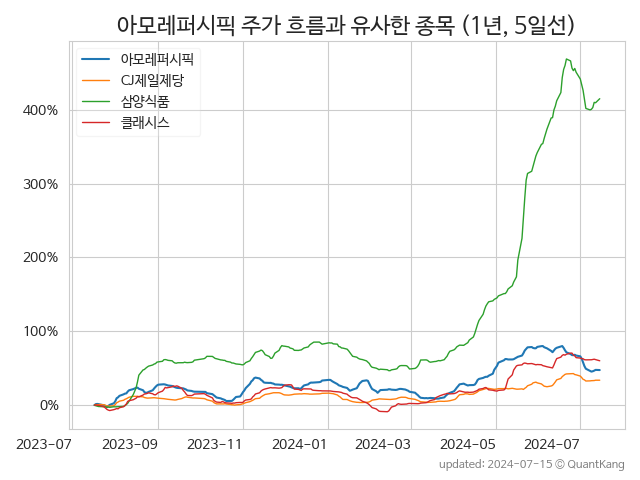 아모레퍼시픽 주가 흐름과 유사한 종목 (1년, 5일선)
아모레퍼시픽
CJ제일제당
삼양식품
클래시스
400%
300%
200%
100%
0%
2023-07 2023-09 2023-11 2024-01 2024-03 2024-05 2024-07
updated: 2024-07-15 © QuantKang